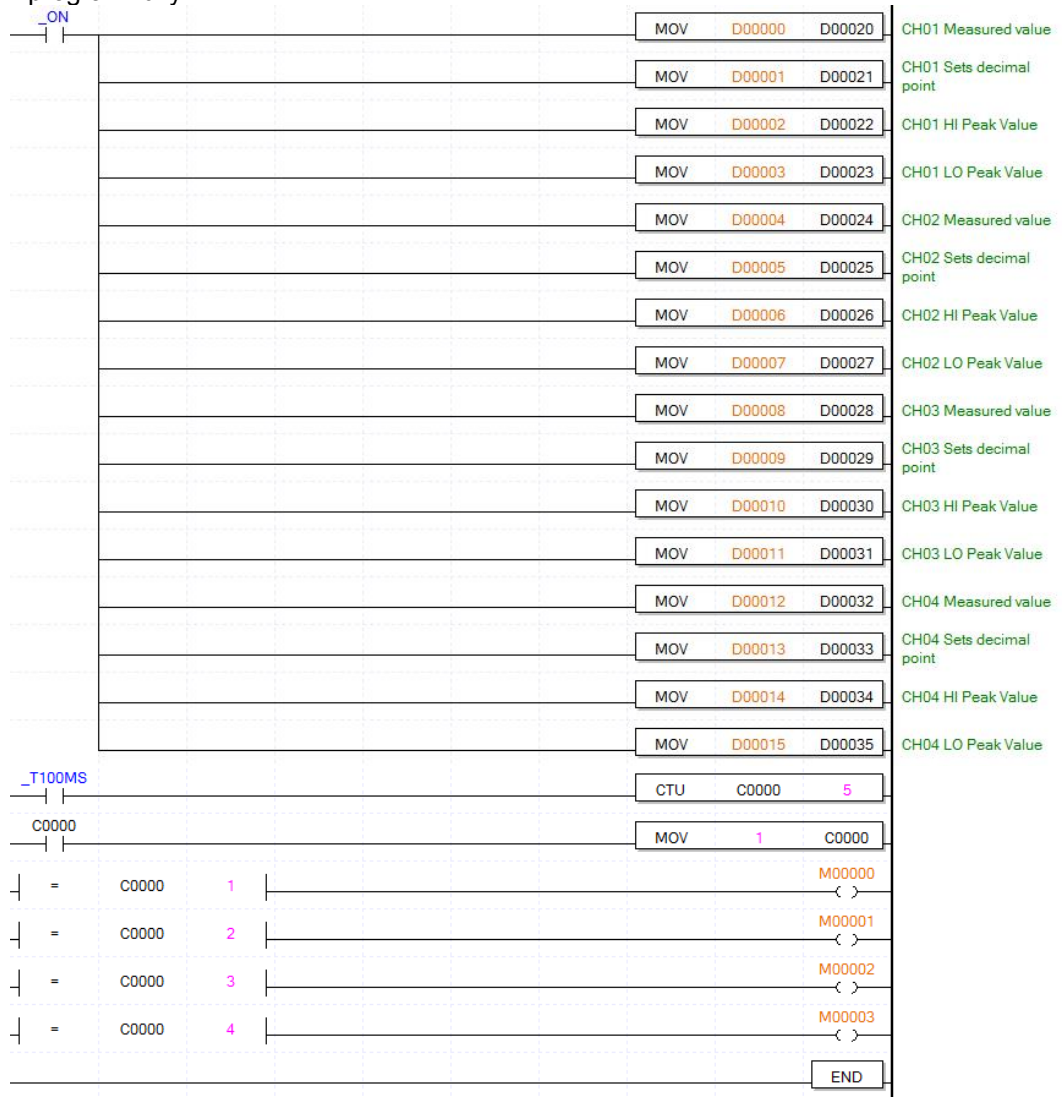 _ON
MOV D00000 D00020 CH01 Measured value
MOV D00001 D00021 CH01 Sets decimal
point
MOV D00002 D00022 CH01 HI Peak Value
MOV D00003 D00023 CH01 LO Peak Value
MOV D00004 D00024 CH02 Measured value
MOV D00005 D00025 CH02 Sets decimal
point
MOV D00006 D00026 CH02 HI Peak Value
MOV D00007 D00027 CH02 LO Peak Value
MOV D00008 D00028 CH03 Measured value
MOV D00009 D00029 CH03 Sets decimal
point
MOV D00010 D00030 CH03 HI Peak Value
MOV D00011 D00031 CH03 LO Peak Value
MOV D00012 D00032 CH04 Measured value
MOV D00013 D00033 CH04 Sets decimal
point
MOV D00014 D00034 CH04 HI Peak Value
MOV D00015 D00035 CH04 LO Peak Value
_T100MS
CTU C0000 5
C0000
MOV 1 C0000
M00000
= C0000 1
M00001
= C0000 2
M00002
= C0000 3
M00003
= C0000 4
END